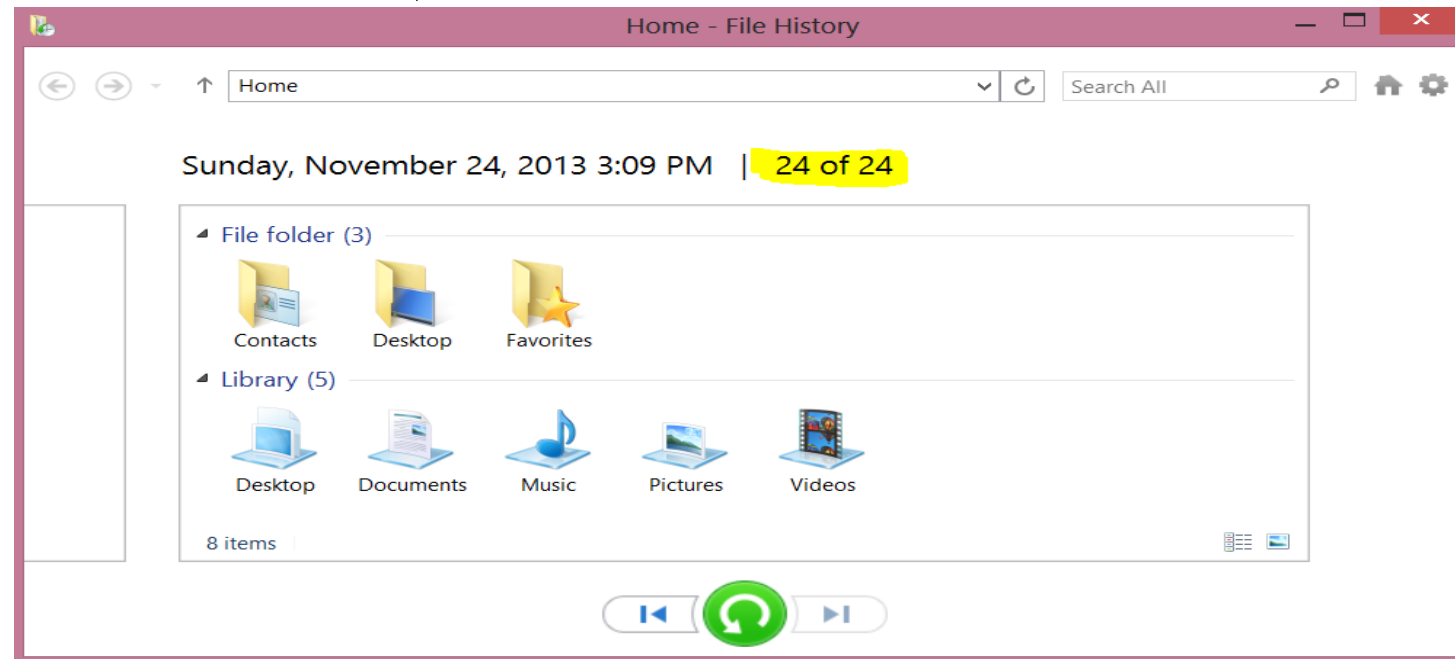 Home - File History
Home
Search All
Sunday, November 24, 2013 3:09 PM | 24 of 24
File folder (3)
Contacts Desktop Favorites
Library (5)
Desktop Documents Music Pictures Videos
8 items